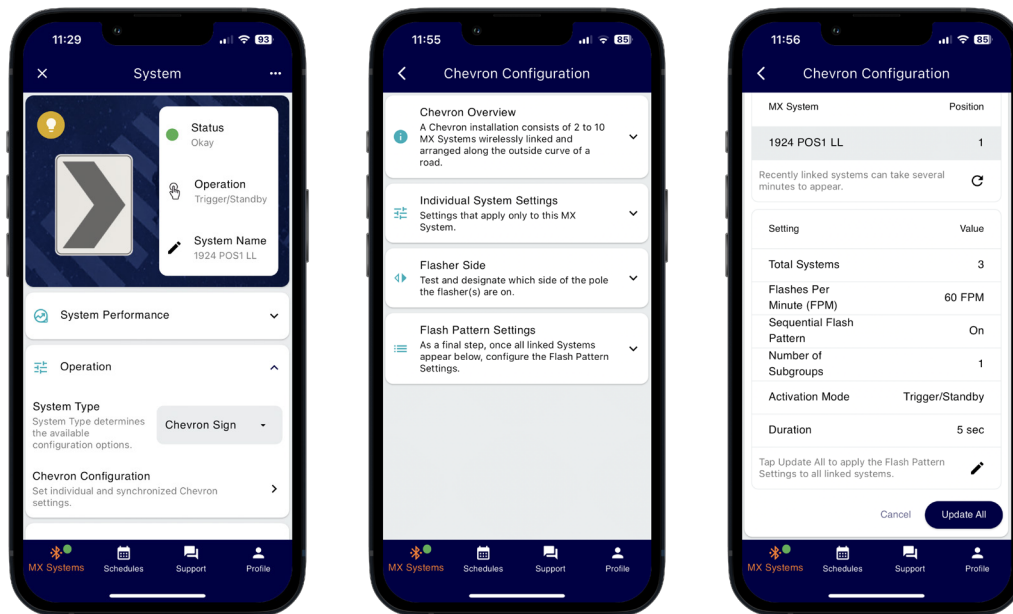 11:29
93
System
Status
Okay
Operation
Trigger/Standby
System Name
1924 POS1 LL
System Performance
Operation
System Type
System Type determines
the available
configuration options.
Chevron Sign
Chevron Configuration
Set individual and synchronized Chevron
settings.
MX Systems
Schedules
Support
Profile
11:55
85
Chevron Configuration
Chevron Overview
A Chevron installation consists of 2 to 10
MX Systems wirelessly linked and
arranged along the outside curve of a
road.
Individual System Settings
Settings that apply only to this MX
System.
Flasher Side
Test and designate which side of the pole
the flasher(s) are on.
Flash Pattern Settings
As a final step, once all linked Systems
appear below, configure the Flash Pattern
Settings.
MX Systems
Schedules
Support
Profile
11:56
85
Chevron Configuration
MX System Position
1924 POS1 LL 1
Recently linked systems can take several
minutes to appear.
Setting Value
Total Systems 3
Flashes Per
Minute (FPM) 60 FPM
Sequential Flash
Pattern On
Number of
Subgroups 1
Activation Mode Trigger/Standby
Duration 5 sec
Tap Update All to apply the Flash Pattern
Settings to all linked systems.
Cancel Update All
MX Systems
Schedules
Support
Profile